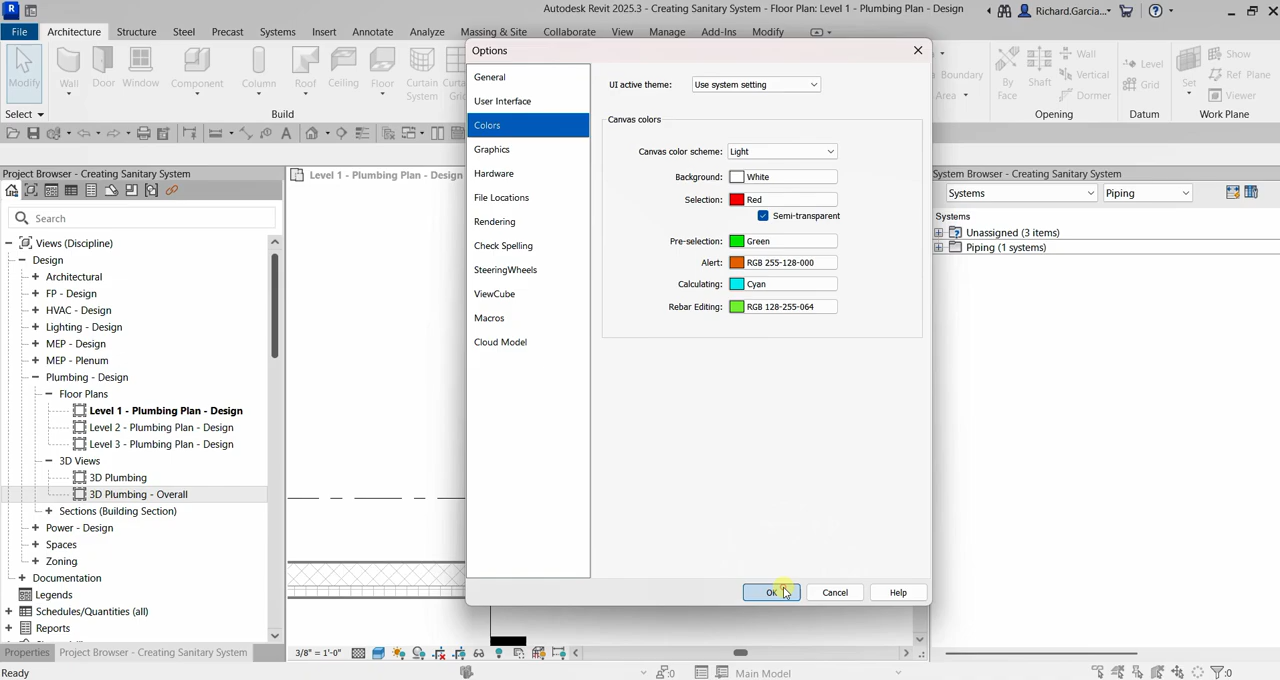 Autodesk Revit 2025.3 - Creating Sanitary System - Floor Plan: Level 1 - Plumbing Plan - Design
Richard.Garcia...
File Architecture Structure Steel Precast Systems Insert Annotate Analyze Massing & Site Collaborate View Manage Add-Ins Modify
Modify
Wall
Door
Window
Component
Column
Roof
Ceiling
Floor
Curtain
System
Curtain
Boundary
Area
By
Face
Shaft
Wall
Vertical
Dormer
Level
Grid
Set
Show
Ref Plane
Viewer
Select
Build
Opening
Datum
Work Plane
Project Browser - Creating Sanitary System
Search
Views (Discipline)
Design
Architectural
FP - Design
HVAC - Design
Lighting - Design
MEP - Design
MEP - Plenum
Plumbing - Design
Floor Plans
Level 1 - Plumbing Plan - Design
Level 2 - Plumbing Plan - Design
Level 3 - Plumbing Plan - Design
3D Views
3D Plumbing
3D Plumbing - Overall
Sections (Building Section)
Power - Design
Spaces
Zoning
Documentation
Legends
Schedules/Quantities (all)
Reports
Properties
Project Browser - Creating Sanitary System
Ready
Level 1 - Plumbing Plan - Design
Options
General
User Interface
Colors
Graphics
Hardware
File Locations
Rendering
Check Spelling
SteeringWheels
ViewCube
Macros
Cloud Model
UI active theme: Use system setting
Canvas colors
Canvas color scheme: Light
Background: White
Selection: Red
Semi-transparent
Pre-selection: Green
Alert: RGB 255-128-000
Calculating: Cyan
Rebar Editing: RGB 128-255-064
OK
Cancel
Help
System Browser - Creating Sanitary System
Systems
Piping
Systems
Unassigned (3 items)
Piping (1 systems)
3/8" = 1'-0"
:0
Main Model
:0